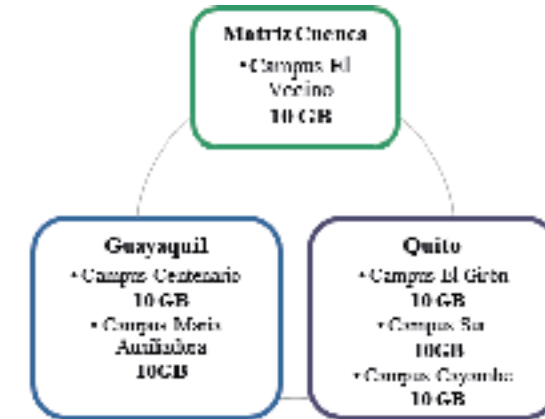 Matriz Cuenca
• Campus El
Vecino
10 GB
Guayaquil
• Campus Centenario
10 GB
• Campus Maria
Auxiliadora
10GB
Quito
• Campus El Girón
10 GB
• Campus Sur
10GB
• Campus Cayambe
10 GB